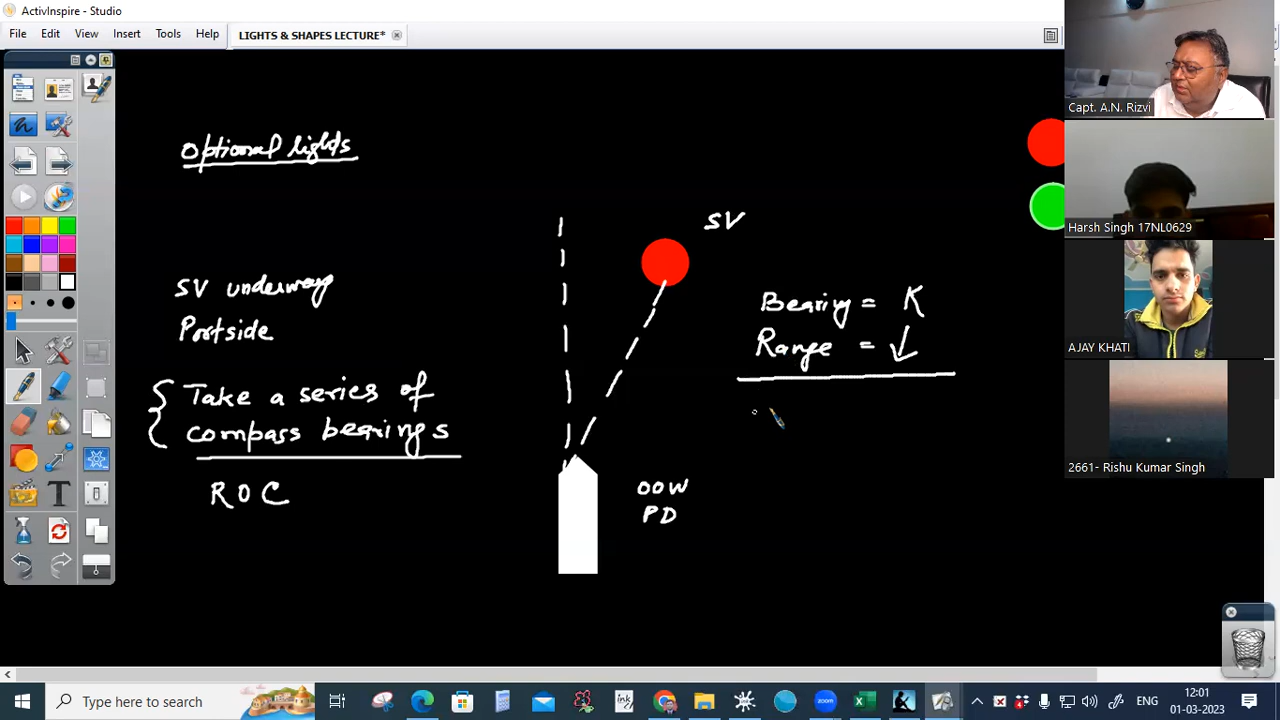 ActivInspire - Studio
File Edit View Insert Tools Help
LIGHTS & SHAPES LECTURE*
Optional lights
SV underway
Portside
Take a series of
compass bearings
ROC
SV
Bearing = K
Range = ↓
OOW
PD
Capt. A.N. Rizvi
Harsh Singh 17NL0629
AJAY KHATI
2661- Rishu Kumar Singh
Type here to search
zoom
ink
ENG
12:01
01-03-2023